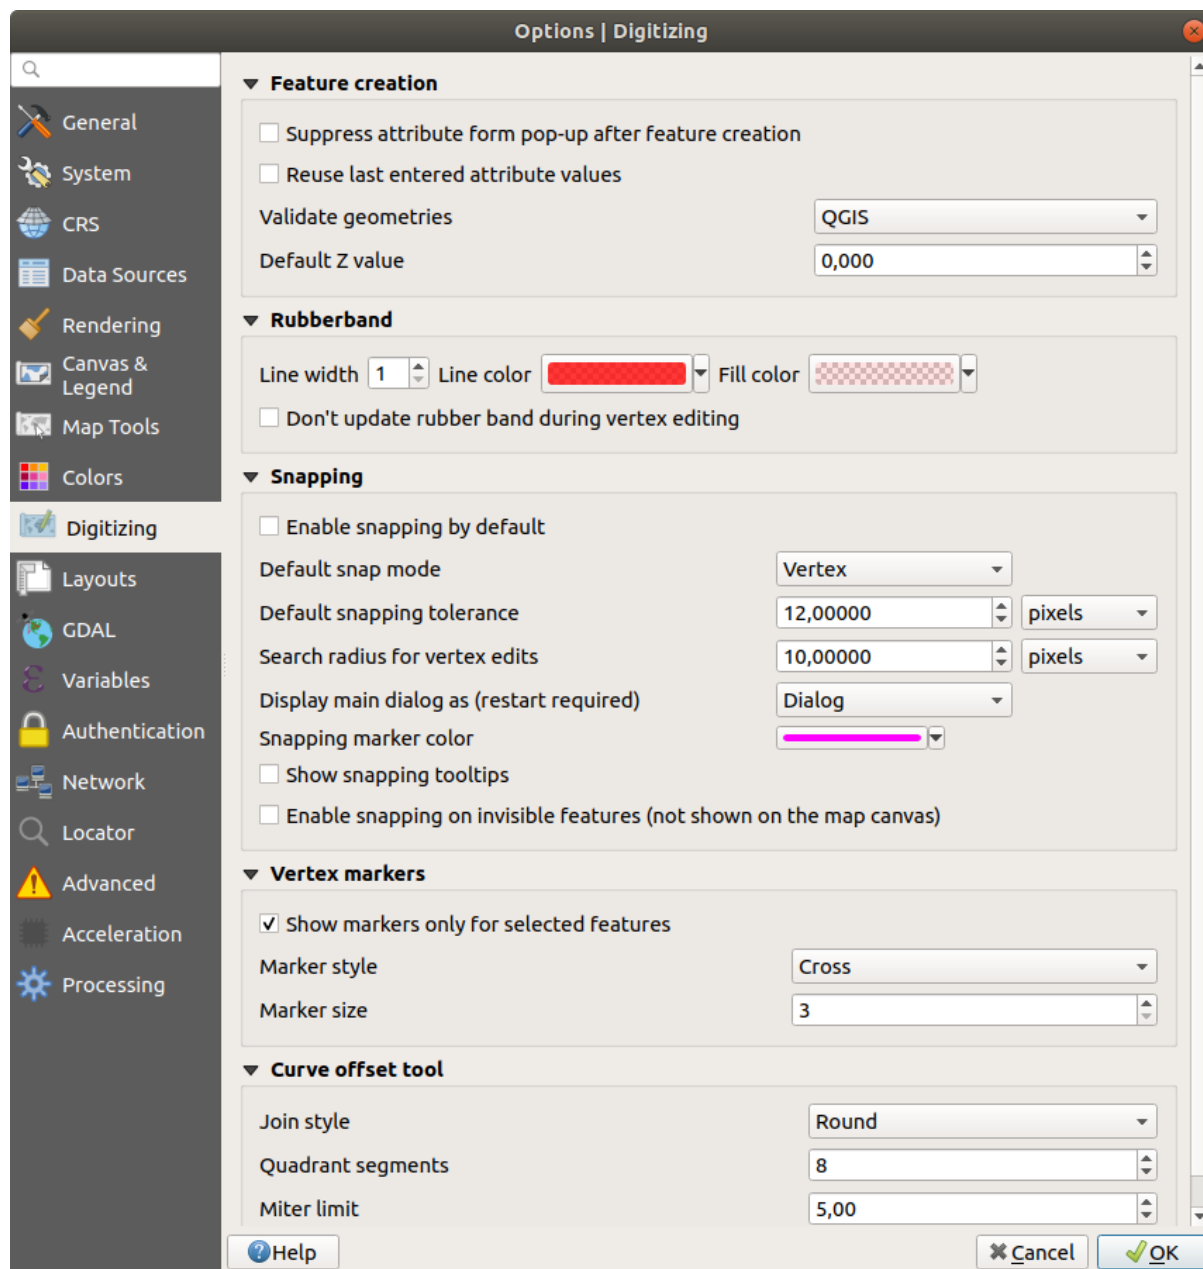 Options | Digitizing
General
System
CRS
Data Sources
Rendering
Canvas &
Legend
Map Tools
Colors
Digitizing
Layouts
GDAL
Variables
Authentication
Network
Locator
Advanced
Acceleration
Processing
Feature creation
Suppress attribute form pop-up after feature creation
Reuse last entered attribute values
Validate geometries QGIS
Default Z value 0,000
Rubberband
Line width 1 Line color Fill color
Don't update rubber band during vertex editing
Snapping
Enable snapping by default
Default snap mode Vertex
Default snapping tolerance 12,00000 pixels
Search radius for vertex edits 10,00000 pixels
Display main dialog as (restart required) Dialog
Snapping marker color
Show snapping tooltips
Enable snapping on invisible features (not shown on the map canvas)
Vertex markers
Show markers only for selected features
Marker style Cross
Marker size 3
Curve offset tool
Join style Round
Quadrant segments 8
Miter limit 5,00
Help Cancel OK